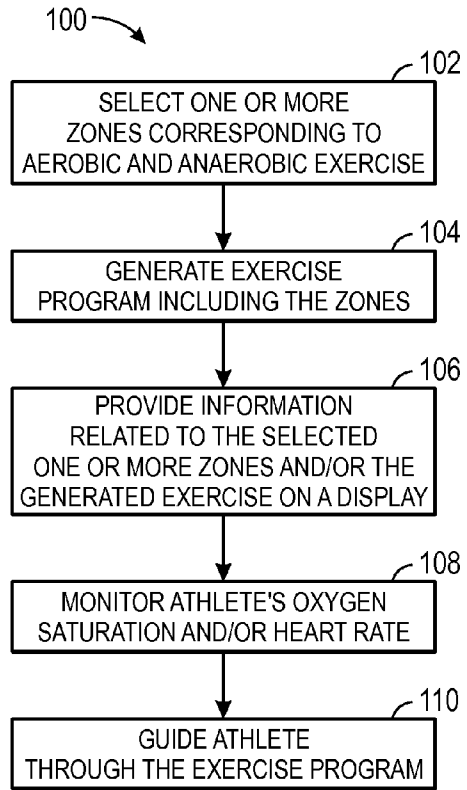 100
102
SELECT ONE OR MORE
ZONES CORRESPONDING TO
AEROBIC AND ANAEROBIC EXERCISE
104
GENERATE EXERCISE
PROGRAM INCLUDING THE ZONES
106
PROVIDE INFORMATION
RELATED TO THE SELECTED
ONE OR MORE ZONES AND/OR THE
GENERATED EXERCISE ON A DISPLAY
108
MONITOR ATHLETE'S OXYGEN
SATURATION AND/OR HEART RATE
110
GUIDE ATHLETE
THROUGH THE EXERCISE PROGRAM